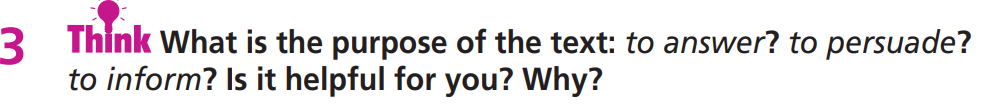 3 Think What is the purpose of the text: to answer? to persuade?
to inform? Is it helpful for you? Why?